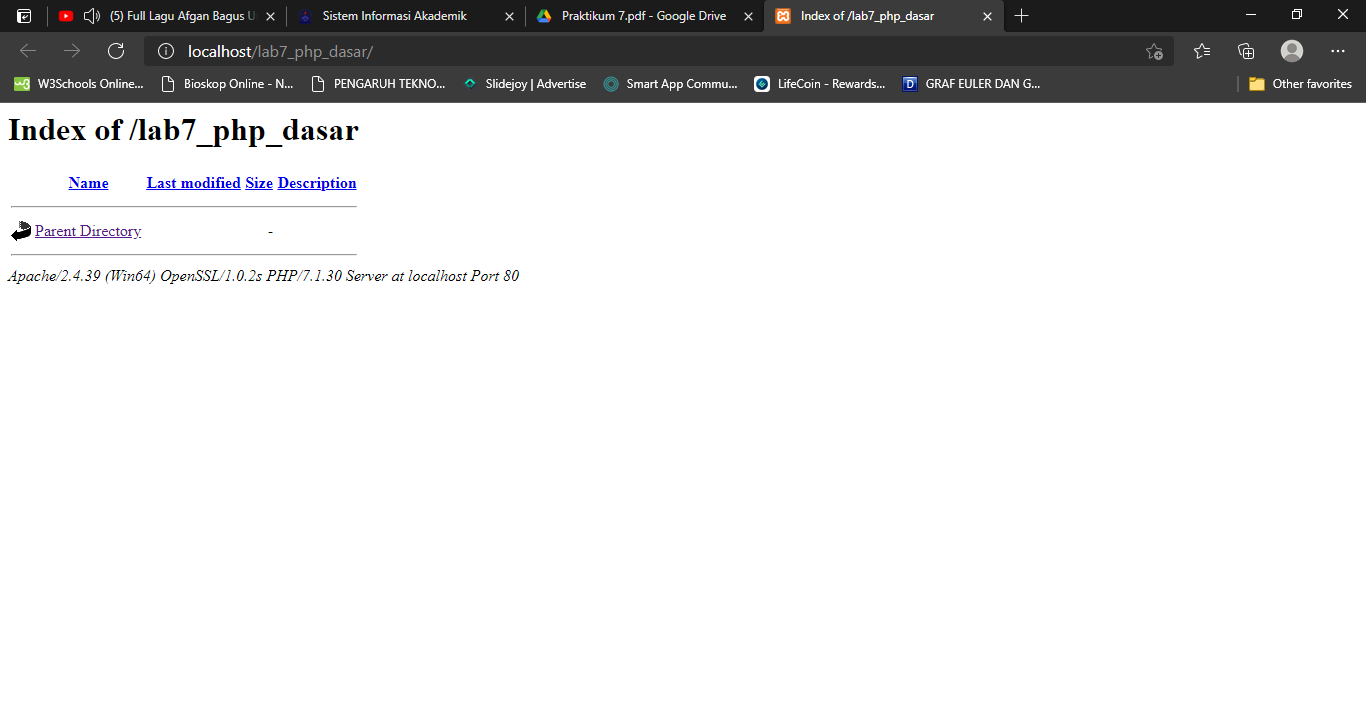 (5) Full Lagu Afgan Bagus U
Sistem Informasi Akademik
Praktikum 7.pdf - Google Drive
Index of /lab7_php_dasar
localhost/lab7_php_dasar/
W3Schools Online...
Bioskop Online - N...
PENGARUH TEKNO...
Slidejoy | Advertise
Smart App Commu...
LifeCoin - Rewards...
GRAF EULER DAN G...
Other favorites
Index of /lab7_php_dasar
Name Last modified Size Description
Parent Directory -
Apache/2.4.39 (Win64) OpenSSL/1.0.2s PHP/7.1.30 Server at localhost Port 80